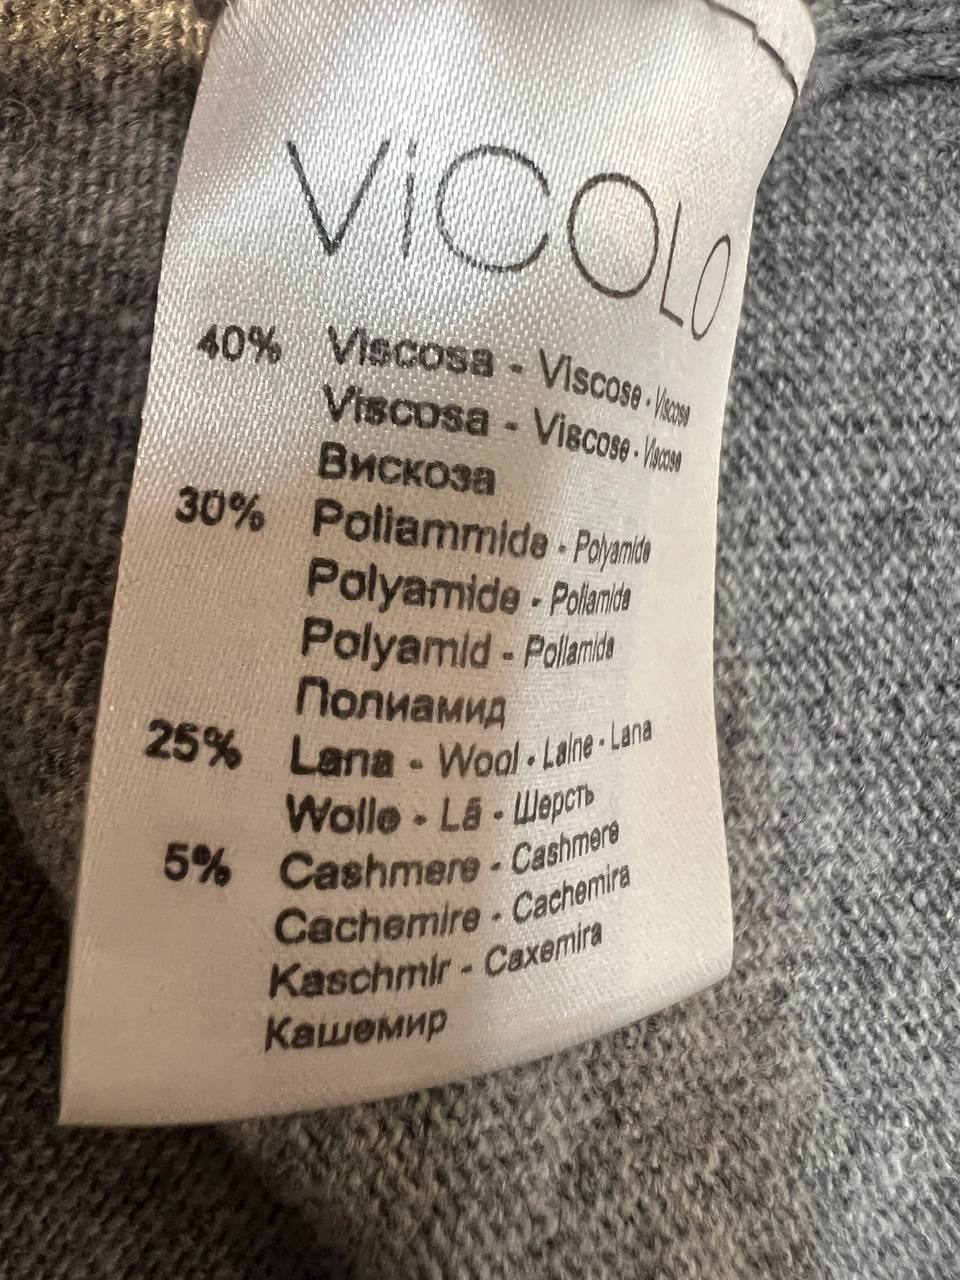 ViCOLO
40% Viscosa - Viscose - Viscose
Viscosa - Viscose - Viscose
Вискоза
30% Poliammide - Polyamide
Polyamide - Poliamida
Polyamid - Poliamida
Полиамид
25% Lana - Wool - Laine - Lana
Wolle - Lã - Шерсть
5% Cashmere - Cashmere
Cachemire - Cachemira
Kaschmir - Caxemira
Кашемир